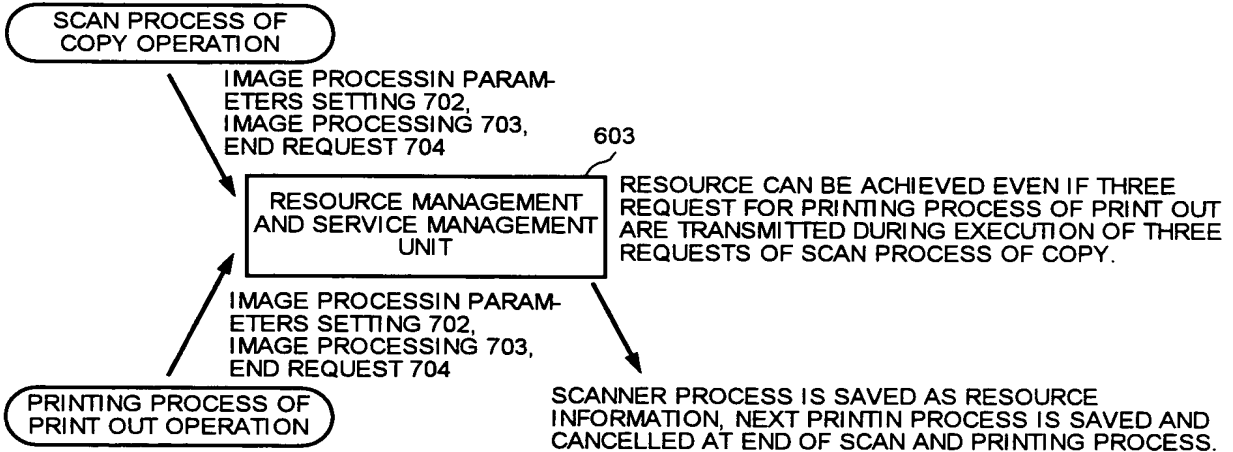 SCAN PROCESS OF
COPY OPERATION
IMAGE PROCESSIN PARAM-
ETERS SETTING 702,
IMAGE PROCESSING 703,
END REQUEST 704
603
RESOURCE MANAGEMENT
AND SERVICE MANAGEMENT
UNIT
RESOURCE CAN BE ACHIEVED EVEN IF THREE
REQUEST FOR PRINTING PROCESS OF PRINT OUT
ARE TRANSMITTED DURING EXECUTION OF THREE
REQUESTS OF SCAN PROCESS OF COPY.
IMAGE PROCESSIN PARAM-
ETERS SETTING 702,
IMAGE PROCESSING 703,
END REQUEST 704
PRINTING PROCESS OF
PRINT OUT OPERATION
SCANNER PROCESS IS SAVED AS RESOURCE
INFORMATION, NEXT PRINTIN PROCESS IS SAVED AND
CANCELLED AT END OF SCAN AND PRINTING PROCESS.